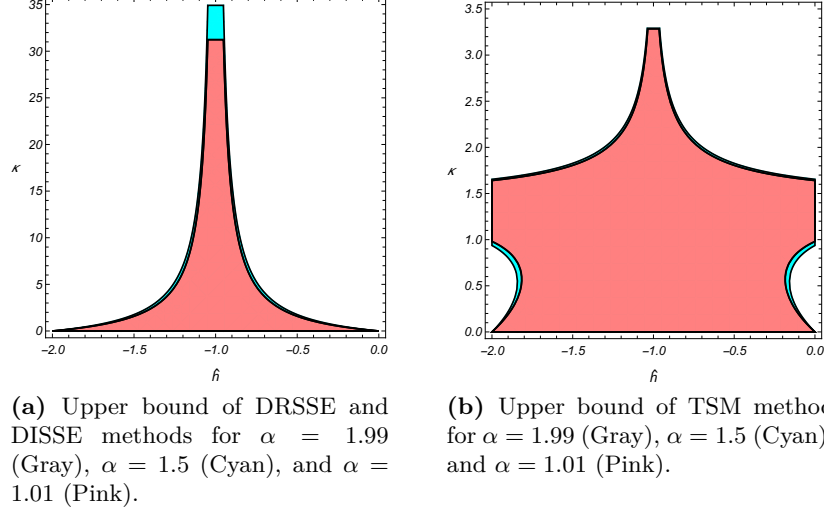 35
30
25
20
κ
15
10
5
0
−2.0 −1.5 −1.0 −0.5 0.0
ĥ
(a) Upper bound of DRSSE and
DISSE methods for α = 1.99
(Gray), α = 1.5 (Cyan), and α =
1.01 (Pink).
3.5
3.0
2.5
2.0
κ
1.5
1.0
0.5
0.0
−2.0 −1.5 −1.0 −0.5 0.0
ĥ
(b) Upper bound of TSM method
for α = 1.99 (Gray), α = 1.5 (Cyan)
and α = 1.01 (Pink).